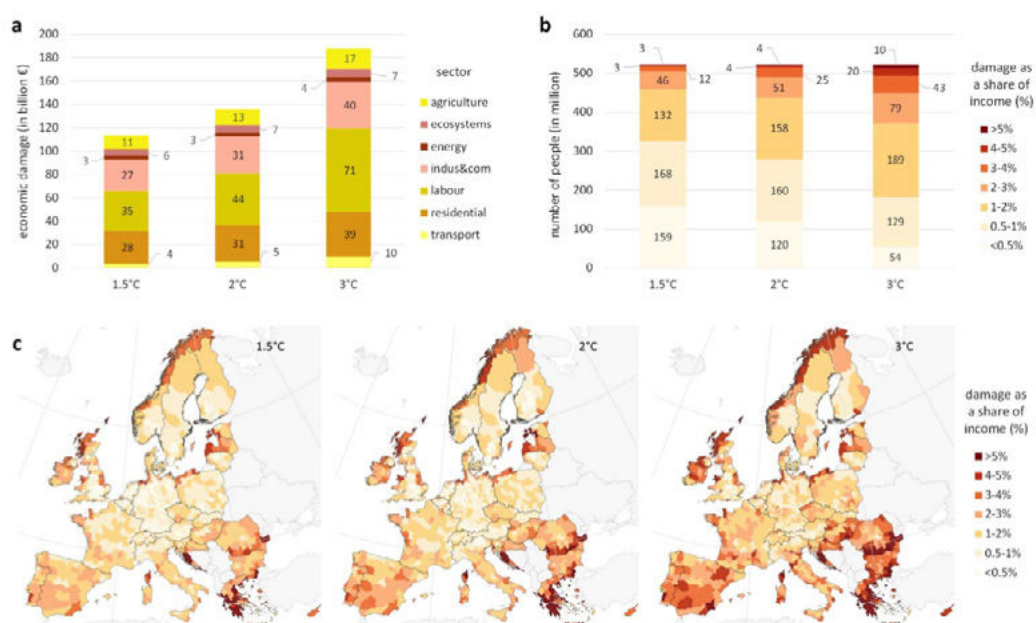 a
economic damage (in billion €)
200
180
160
140
120
100
80
60
40
20
0
11
3
6
27
35
28
4
13
3
7
31
44
31
5
17
4
7
40
71
39
10
1.5°C
2°C
3°C
sector
agriculture
ecosystems
energy
indus&com
labour
residential
transport
b
number of people [in million)
600
500
400
300
200
100
0
3
3
12
46
132
168
159
4
4
25
51
158
160
120
10
20
43
79
189
129
54
1.5°C
2°C
3°C
damage as
a share of
income (%)
>5%
4-5%
3-4%
2-3%
1-2%
0.5-1%
<0.5%
c
1.5°C
2°C
3°C
damage as
a share of
income (%)
>5%
4-5%
3-4%
2-3%
1-2%
0.5-1%
<0.5%